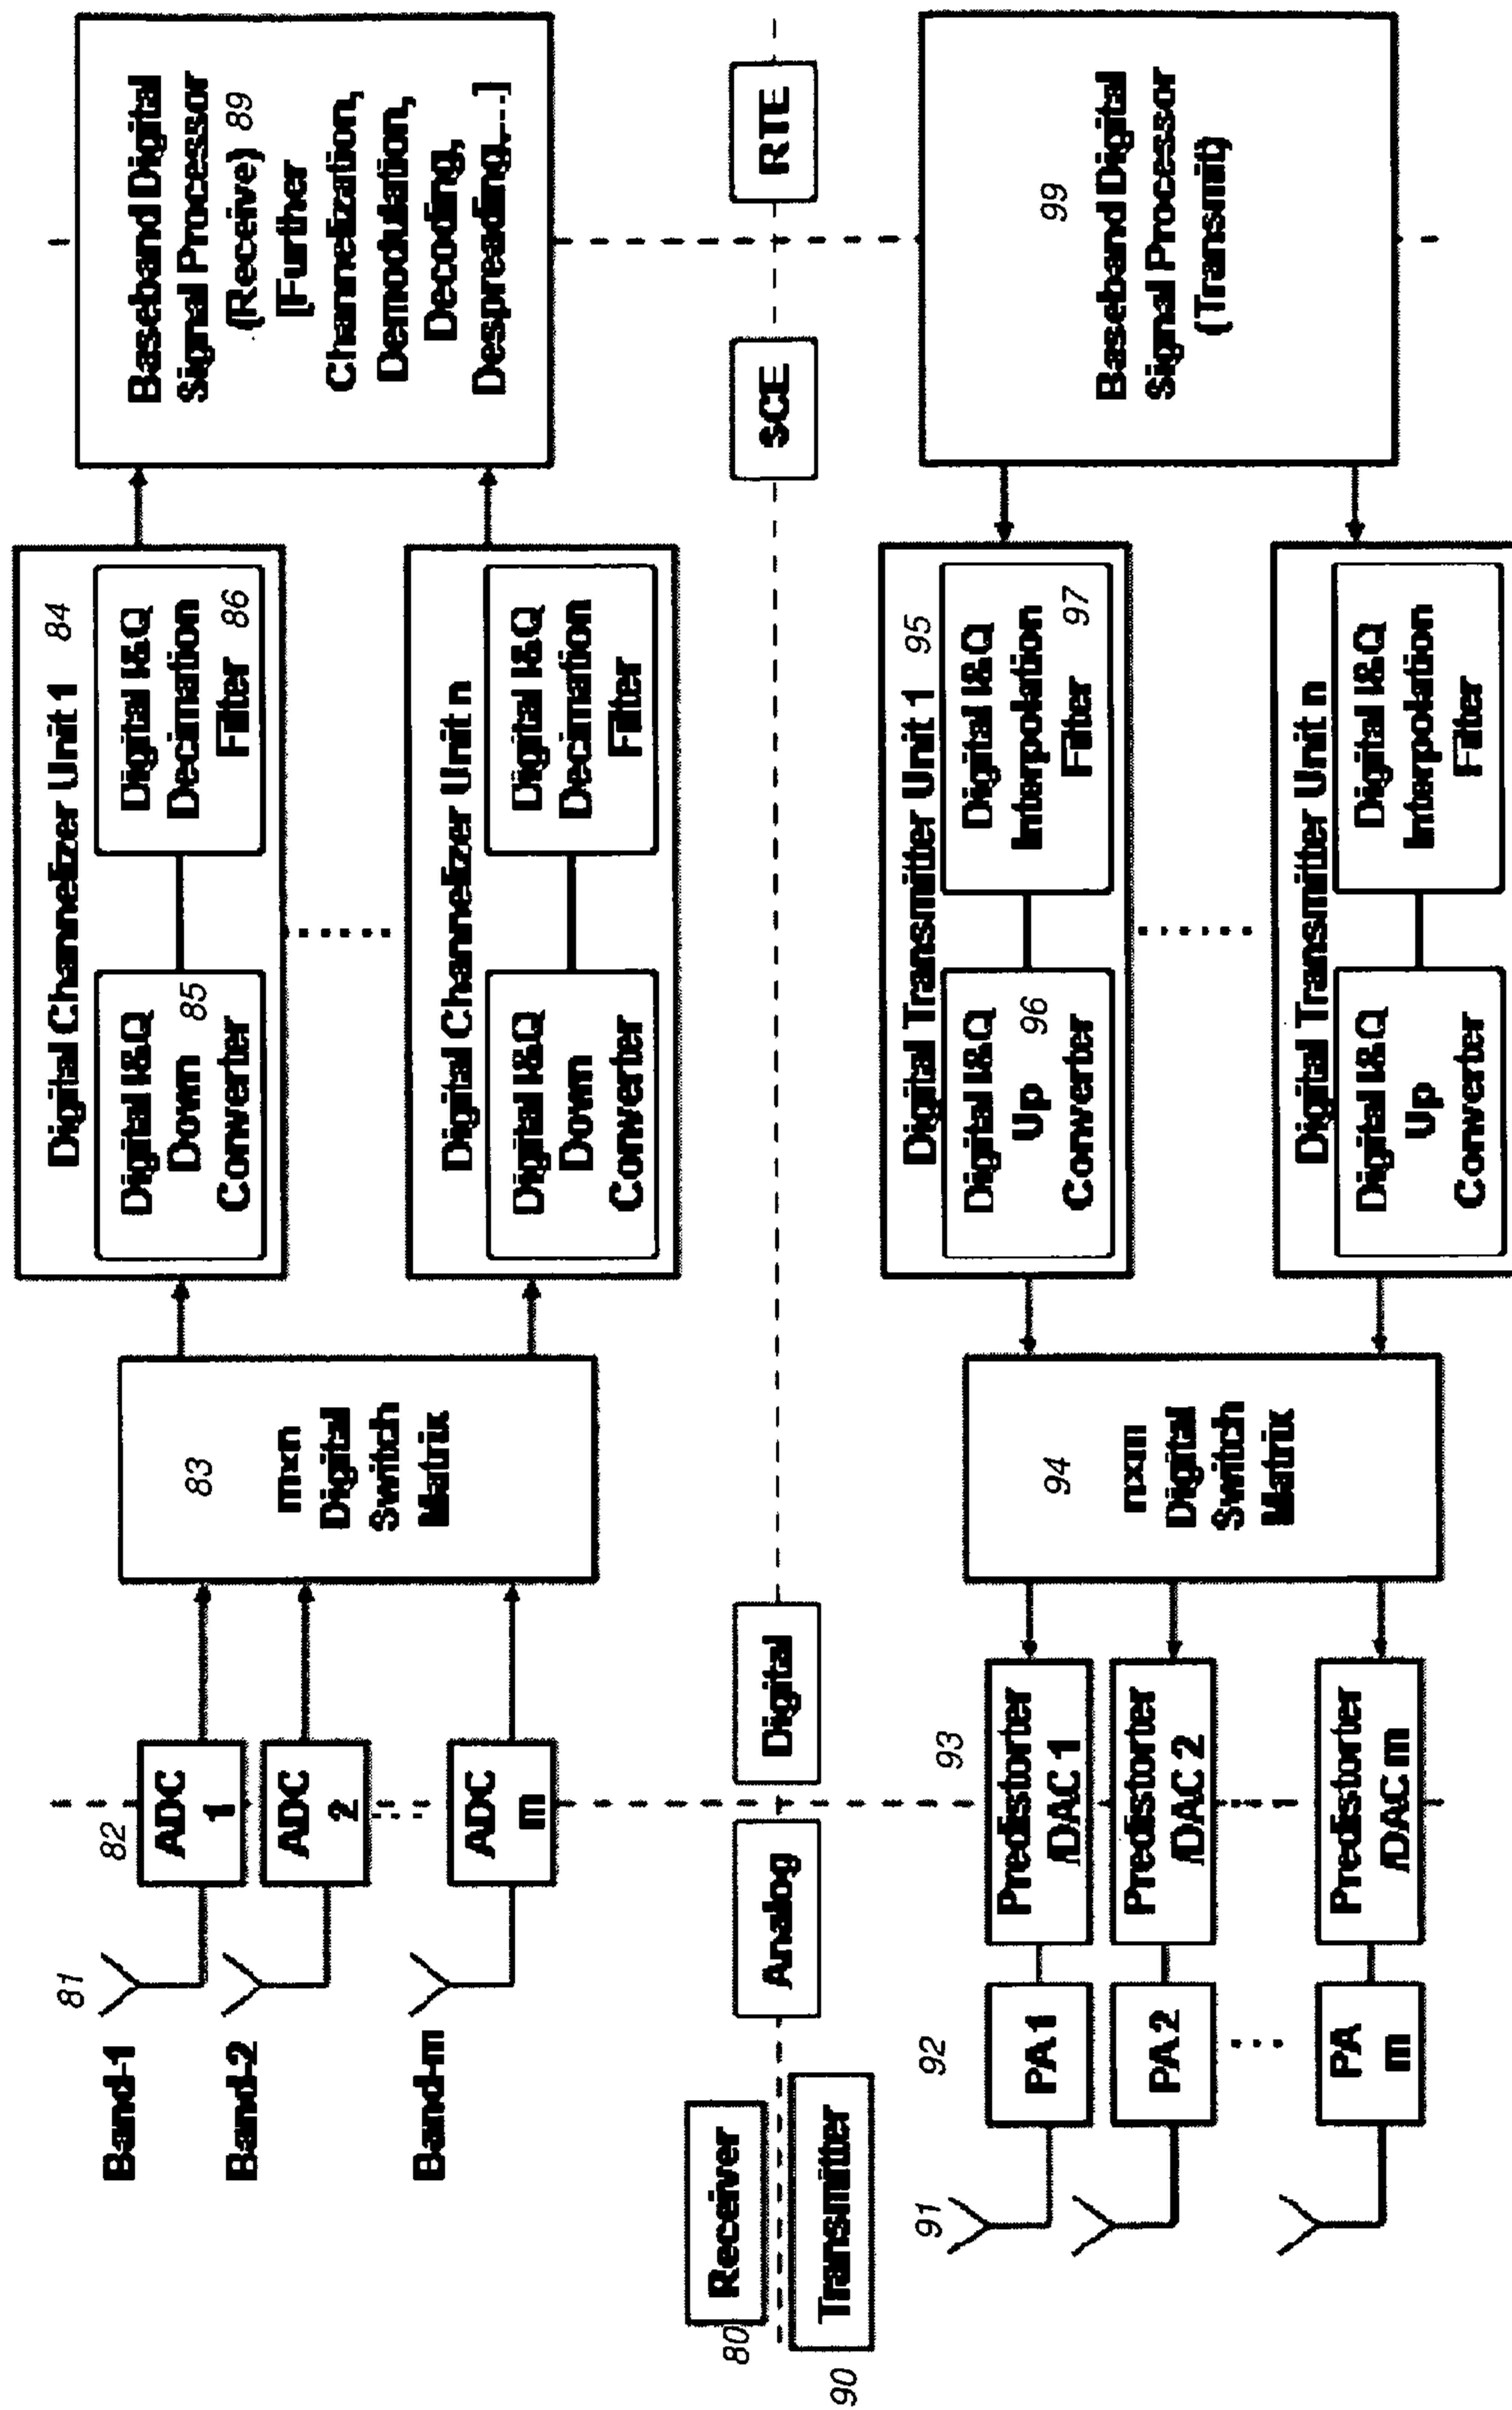 Band-1
81
82
ADC
1
Band-2
ADC
2
Band-m
ADC
m
83
mxn
Digital
Switch
Matrix
Digital Channelizer Unit 1
84
Digital I&Q
Down
85
Converter
Digital I&Q
Decimation
Filter
86
Digital Channelizer Unit n
Digital I&Q
Down
Converter
Digital I&Q
Decimation
Filter
Baseband Digital
Signal Processor
(Receive) 89
[Further
Channelization,
Demodulation,
Decoding,
Despreading,...]
80
Receiver
Analog
Digital
SCE
RTE
90
Transmitter
91
92
93
PA 1
Predistorter
/DAC 1
PA 2
Predistorter
/DAC 2
PA
m
Predistorter
/DAC m
94
nxm
Digital
Switch
Matrix
Digital Transmitter Unit 1
95
Digital I&Q
Up
96
Converter
Digital I&Q
Interpolation
Filter
97
Digital Transmitter Unit n
Digital I&Q
Up
Converter
Digital I&Q
Interpolation
Filter
99
Baseband Digital
Signal Processor
(Transmit)